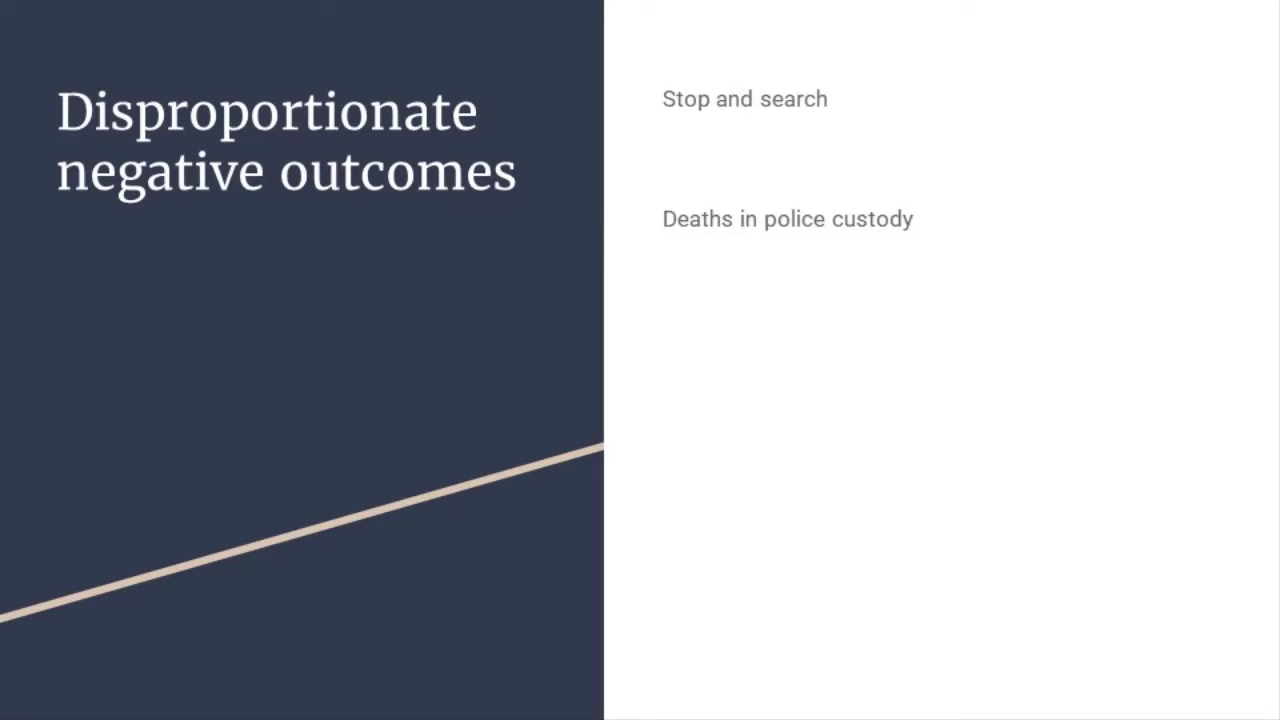 Disproportionate
negative outcomes
Stop and search
Deaths in police custody